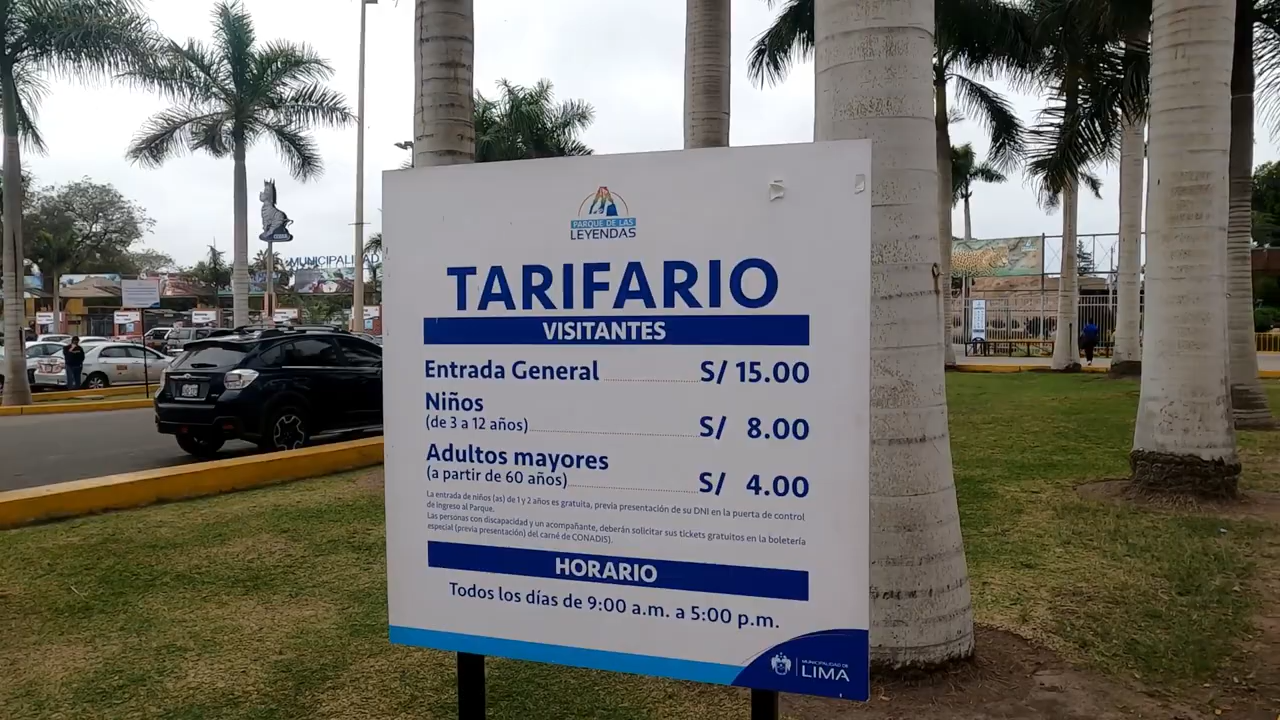 MUNICIPALIDAD
PARQUE DE LAS
LEYENDAS
TARIFARIO
VISITANTES
Entrada General S/ 15.00
Niños
(de 3 a 12 años) S/ 8.00
Adultos mayores
(a partir de 60 años) S/ 4.00
La entrada de niños (as) de 1 y 2 años es gratuita, previa presentación de su DNI en la puerta de control
de ingreso al Parque.
Las personas con discapacidad y un acompañante, deberán solicitar sus tickets gratuitos en la boletería
especial (previa presentación) del carné de CONADIS).
HORARIO
Todos los días de 9:00 a.m. a 5:00 p.m.
MUNICIPALIDAD DE
LIMA